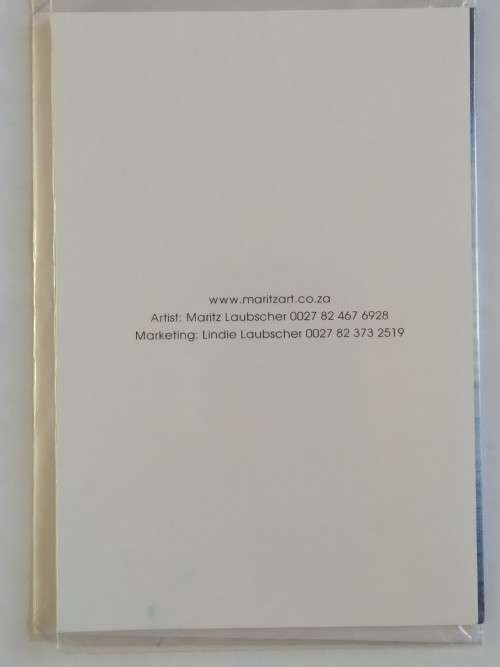 www.maritzart.co.za
Artist: Maritz Laubscher 0027 82 467 6928
Marketing: Lindie Laubscher 0027 82 373 2519